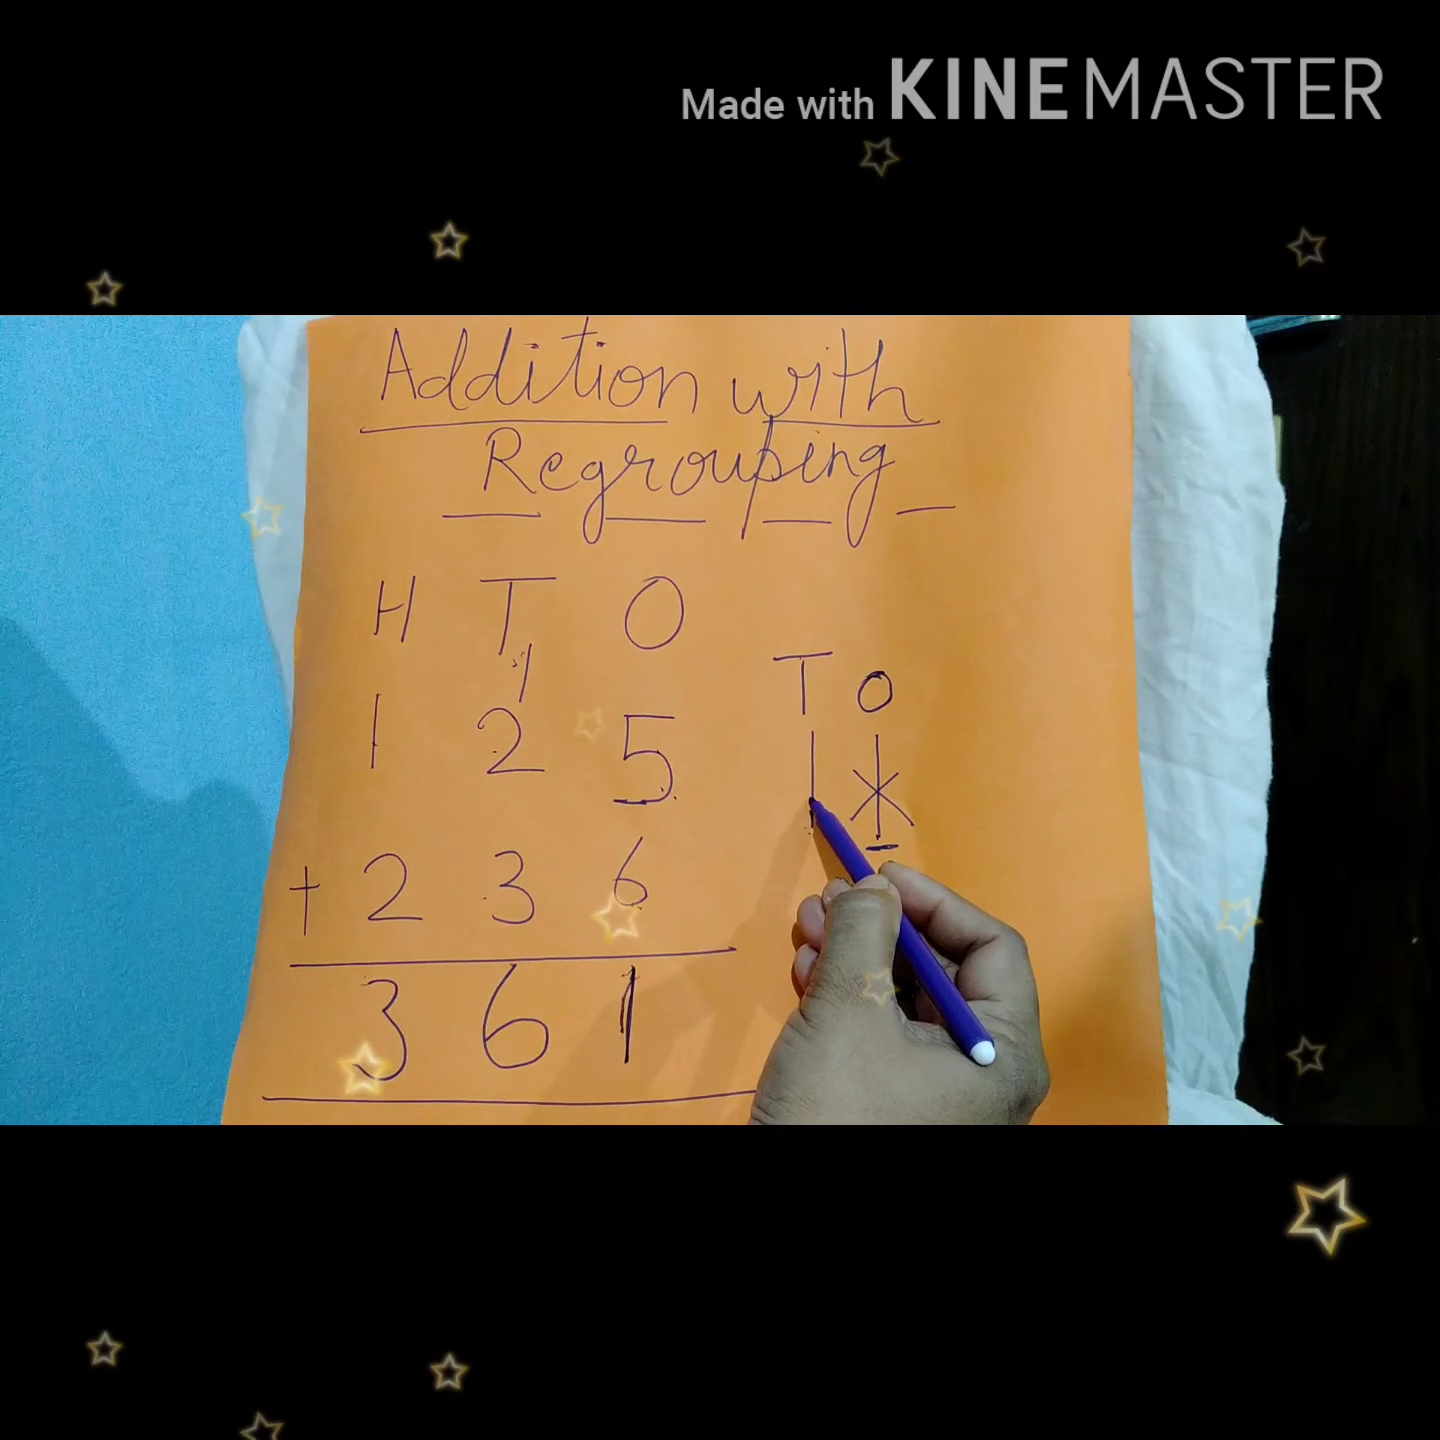 Made with KINEMASTER
Addition with
Regrouping
H T O
1
1 2 5
+ 2 3 6
3 6 1
T O
1 1